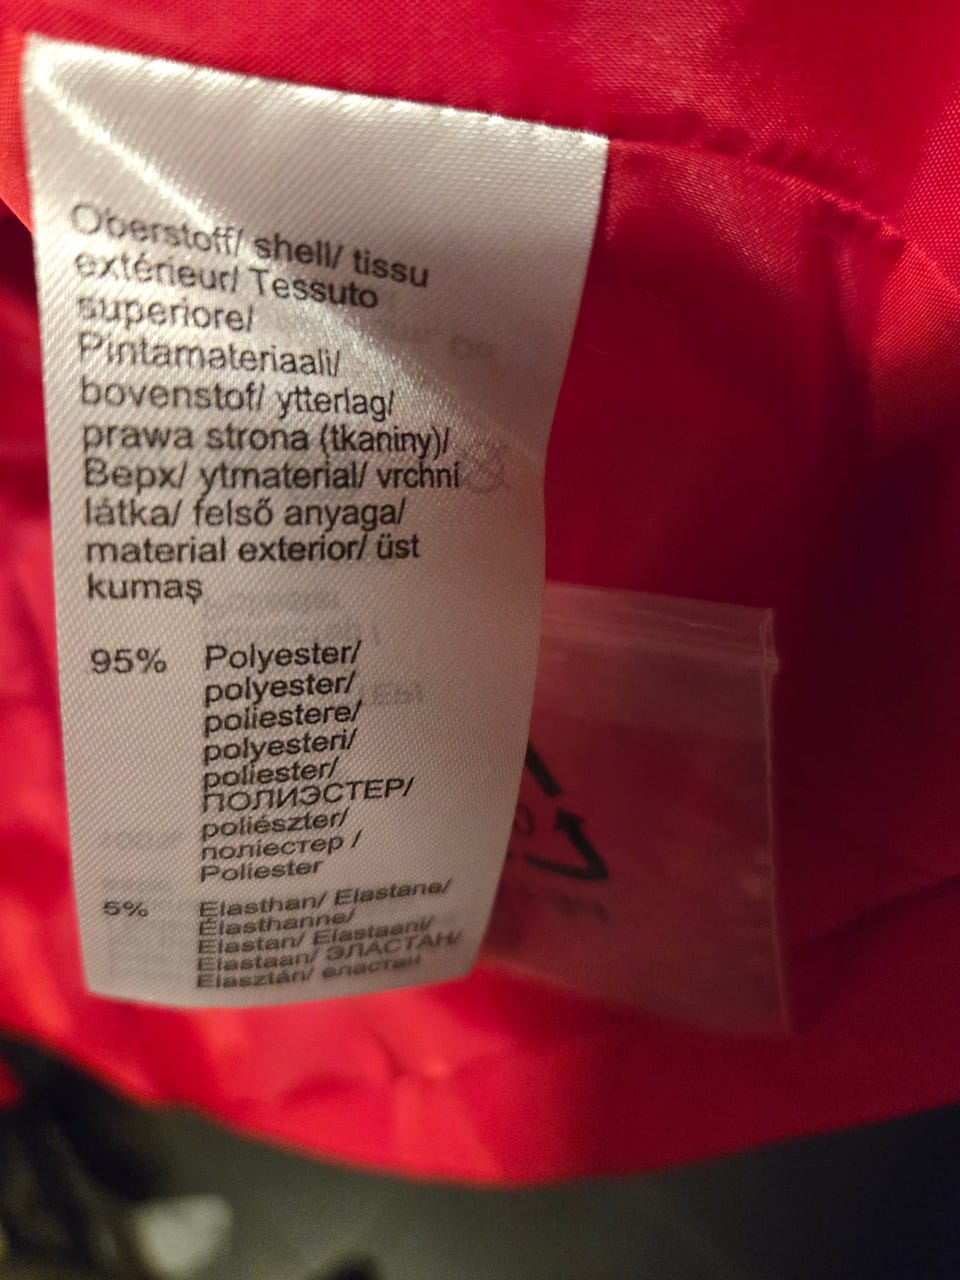 Oberstoff/ shell/ tissu
extérieur/ Tessuto
superiore/
Pintamateriaali/
bovenstof/ ytterlag/
prawa strona (tkaniny)/
Верх/ ytmaterial/ vrchní
látka/ felső anyaga/
material exterior/ üst
kumaş
95% Polyester/
polyester/
poliestere/
polyesteri/
poliester/
ПОЛИЭСТЕР/
poliészter/
поліестер /
Poliester
5% Elasthan/ Elastane/
Élasthanne/
Elastan/ Elastaani/
Elastaan/ ЭЛАСТАН/
Elasztán/ еластан